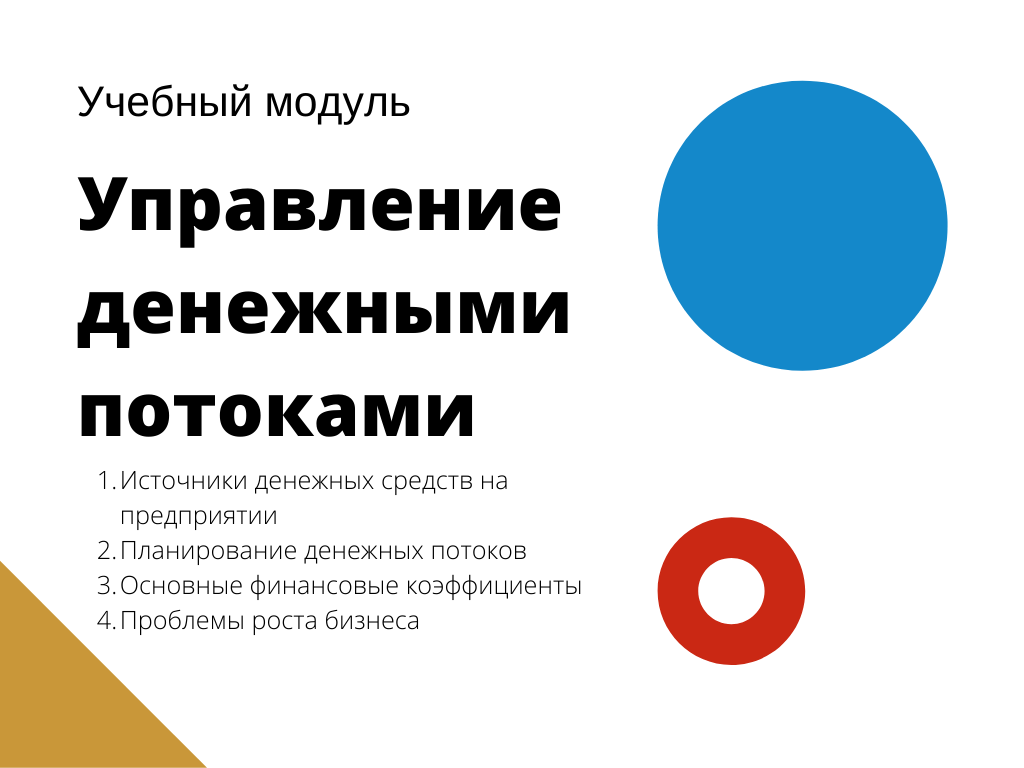 Учебный модуль
Управление
денежными
потоками
1. Источники денежных средств на
предприятии
2. Планирование денежных потоков
3. Основные финансовые коэффициенты
4. Проблемы роста бизнеса